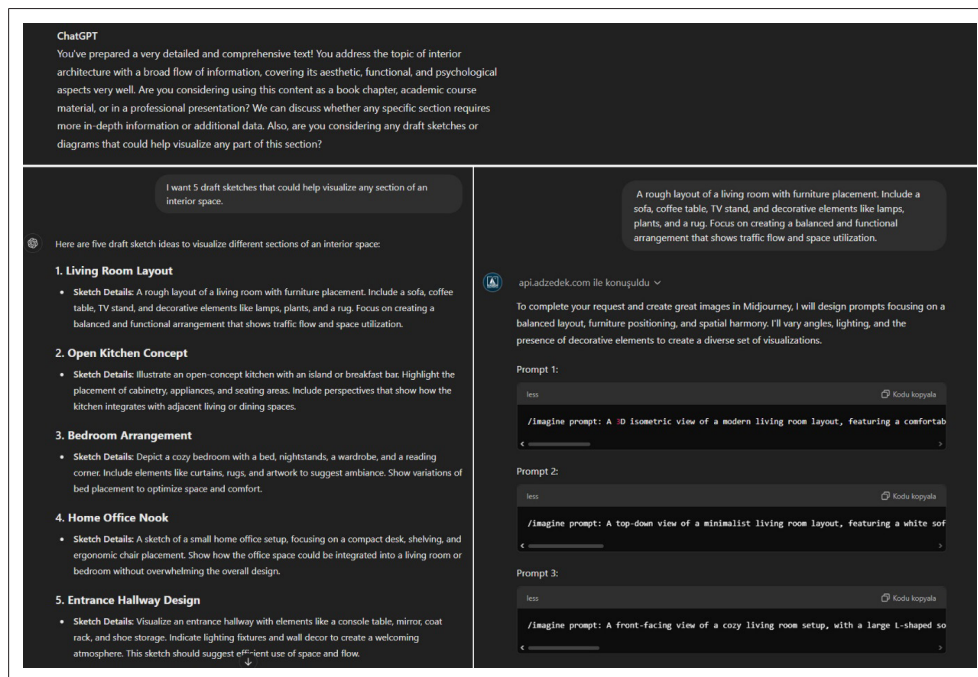 ChatGPT
You've prepared a very detailed and comprehensive text! You address the topic of interior
architecture with a broad flow of information, covering its aesthetic, functional, and psychological
aspects very well. Are you considering using this content as a book chapter, academic course
material, or in a professional presentation? We can discuss whether any specific section requires
more in-depth information or additional data. Also, are you considering any draft sketches or
diagrams that could help visualize any part of this section?
I want 5 draft sketches that could help visualize any section of an
interior space.
Here are five draft sketch ideas to visualize different sections of an interior space:
1. Living Room Layout
• Sketch Details: A rough layout of a living room with furniture placement. Include a sofa, coffee
table, TV stand, and decorative elements like lamps, plants, and a rug. Focus on creating a
balanced and functional arrangement that shows traffic flow and space utilization.
2. Open Kitchen Concept
• Sketch Details: Illustrate an open-concept kitchen with an island or breakfast bar. Highlight the
placement of cabinetry, appliances, and seating areas. Include perspectives that show how the
kitchen integrates with adjacent living or dining spaces.
3. Bedroom Arrangement
• Sketch Details: Depict a cozy bedroom with a bed, nightstands, a wardrobe, and a reading
corner. Include elements like curtains, rugs, and artwork to suggest ambiance. Show variations of
bed placement to optimize space and comfort.
4. Home Office Nook
• Sketch Details: A sketch of a small home office setup, focusing on a compact desk, shelving, and
ergonomic chair placement. Show how the office space could be integrated into a living room or
bedroom without overwhelming the overall design.
5. Entrance Hallway Design
• Sketch Details: Visualize an entrance hallway with elements like a console table, mirror, coat
rack, and shoe storage. Indicate lighting fixtures and wall decor to create a welcoming
atmosphere. This sketch should suggest efficient use of space and flow.
A rough layout of a living room with furniture placement. Include a
sofa, coffee table, TV stand, and decorative elements like lamps,
plants, and a rug. Focus on creating a balanced and functional
arrangement that shows traffic flow and space utilization.
api.adzedek.com ile konuşuldu
To complete your request and create great images in Midjourney, I will design prompts focusing on a
balanced layout, furniture positioning, and spatial harmony. I'll vary angles, lighting, and the
presence of decorative elements to create a diverse set of visualizations.
Prompt 1:
less Kodu kopyala
/imagine prompt: A 3D isometric view of a modern living room layout, featuring a comfortab
Prompt 2:
less Kodu kopyala
/imagine prompt: A top-down view of a minimalist living room layout, featuring a white sof
Prompt 3:
less Kodu kopyala
/imagine prompt: A front-facing view of a cozy living room setup, with a large L-shaped so